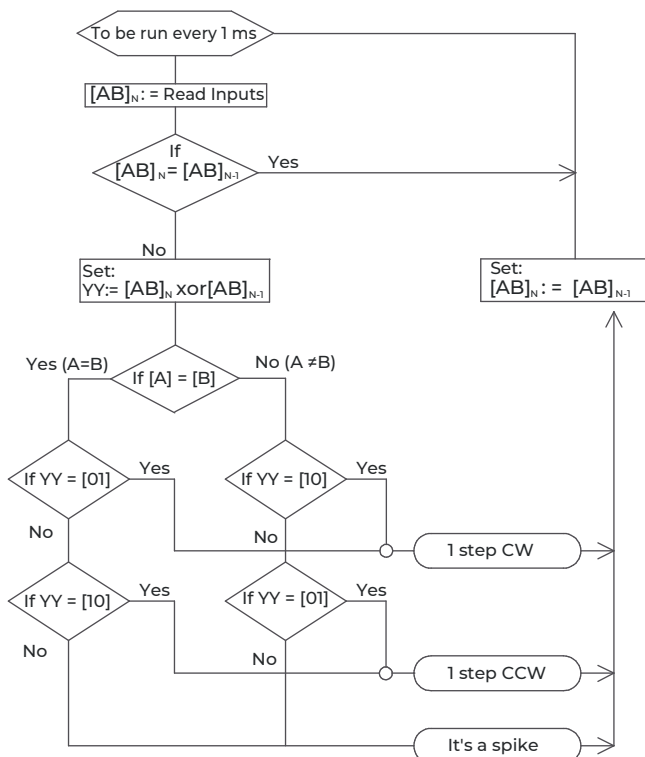 To be run every 1 ms
[AB]N : = Read Inputs
If
[AB]N = [AB]N-1
Yes
No
Set:
YY:= [AB]N xor[AB]N-1
Set:
[AB]N : = [AB]N-1
Yes (A=B)
If [A] = [B]
No (A ≠B)
If YY = [01]
Yes
If YY = [10]
Yes
No
No
1 step CW
If YY = [10]
Yes
If YY = [01]
Yes
No
No
1 step CCW
It's a spike